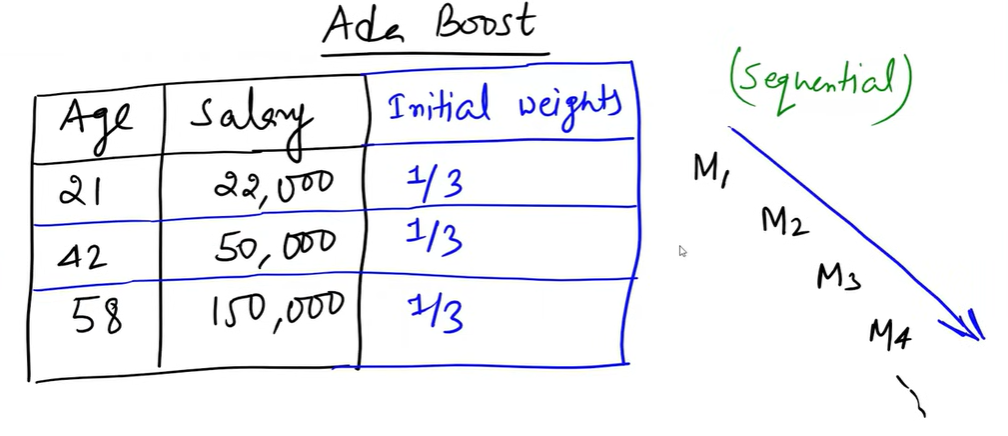 Ada Boost
Age Salary Initial weights
21 22,000 1/3
42 50,000 1/3
58 150,000 1/3
(Sequential)
M1
M2
M3
M4